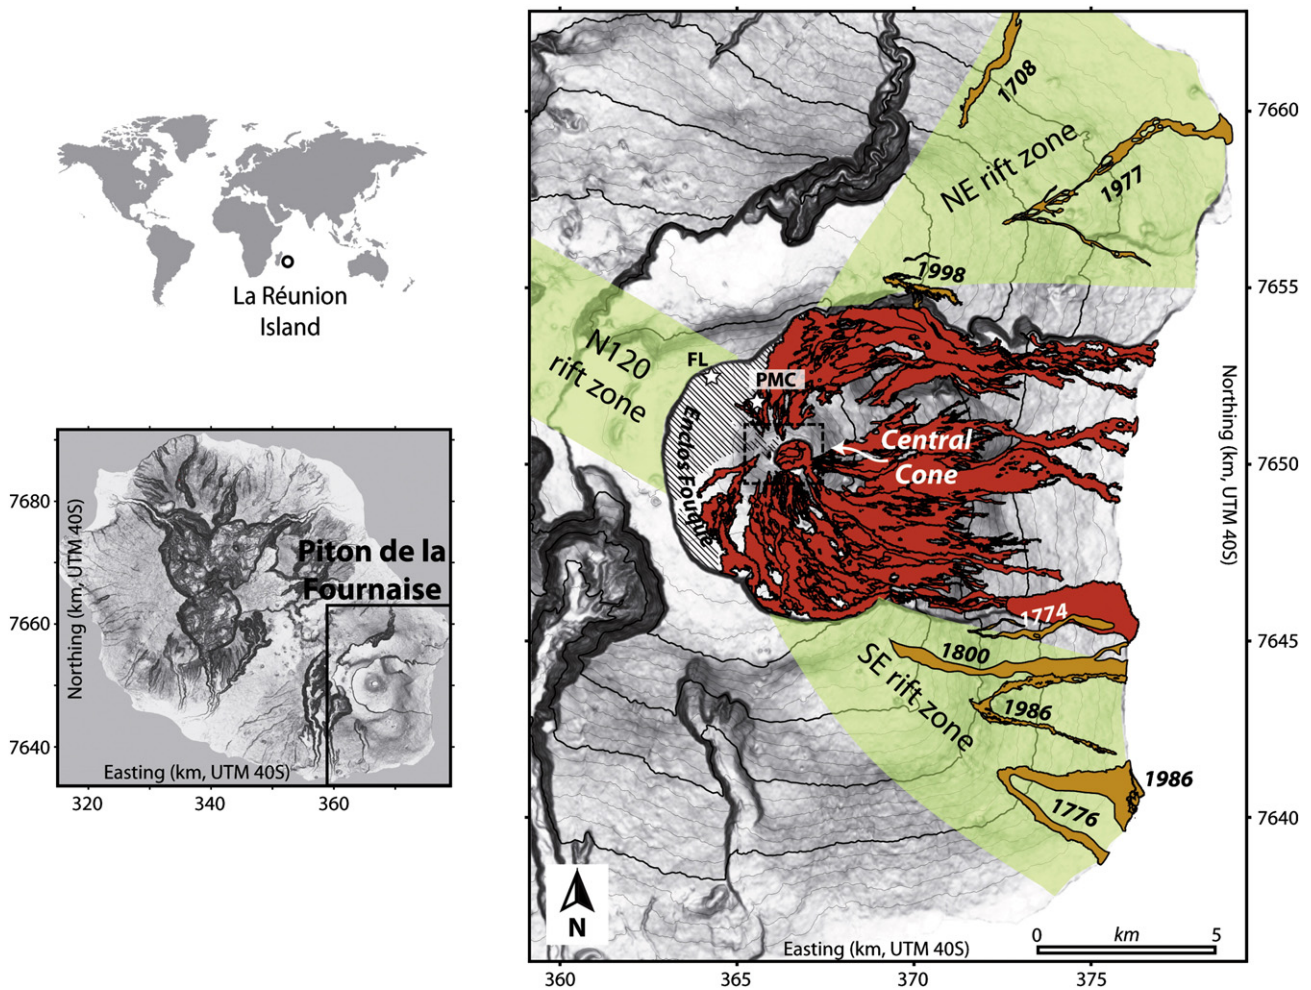 La Réunion
Island
7680
7660
7640
Northing (km, UTM 40S)
Piton de la
Fournaise
Easting (km, UTM 40S)
320
340
360
1708
NE rift zone
1977
1998
N120
rift zone
FL
PMC
Enclos Fouqué
Central
Cone
1774
1800
SE rift zone
1986
1986
1776
N
0
km
5
Easting (km, UTM 40S)
360
365
370
375
7660
7655
7650
7645
7640
Northing (km, UTM 40S)